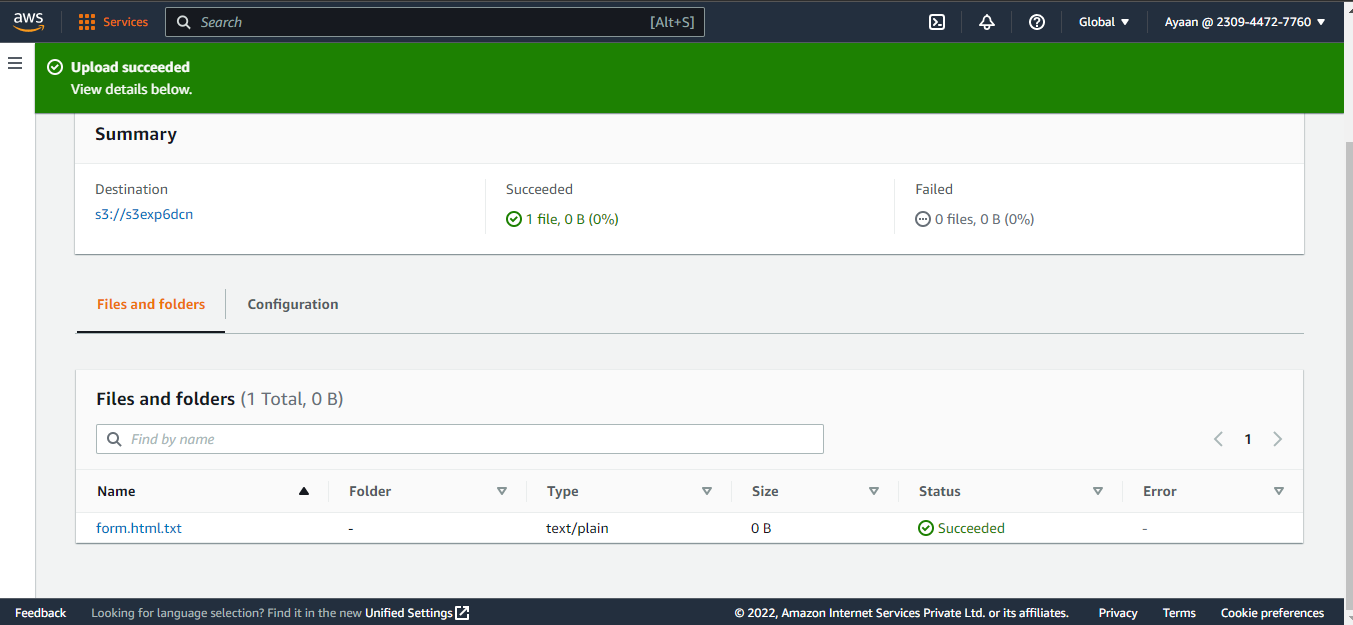 aws Services Search [Alt+S] Global Ayaan @ 2309-4472-7760
Upload succeeded
View details below.
Summary
Destination Succeeded Failed
s3://s3exp6dcn 1 file, 0 B (0%) 0 files, 0 B (0%)
Files and folders Configuration
Files and folders (1 Total, 0 B)
Find by name 1
Name Folder Type Size Status Error
form.html.txt - text/plain 0 B Succeeded -
Feedback Looking for language selection? Find it in the new Unified Settings © 2022, Amazon Internet Services Private Ltd. or its affiliates. Privacy Terms Cookie preferences